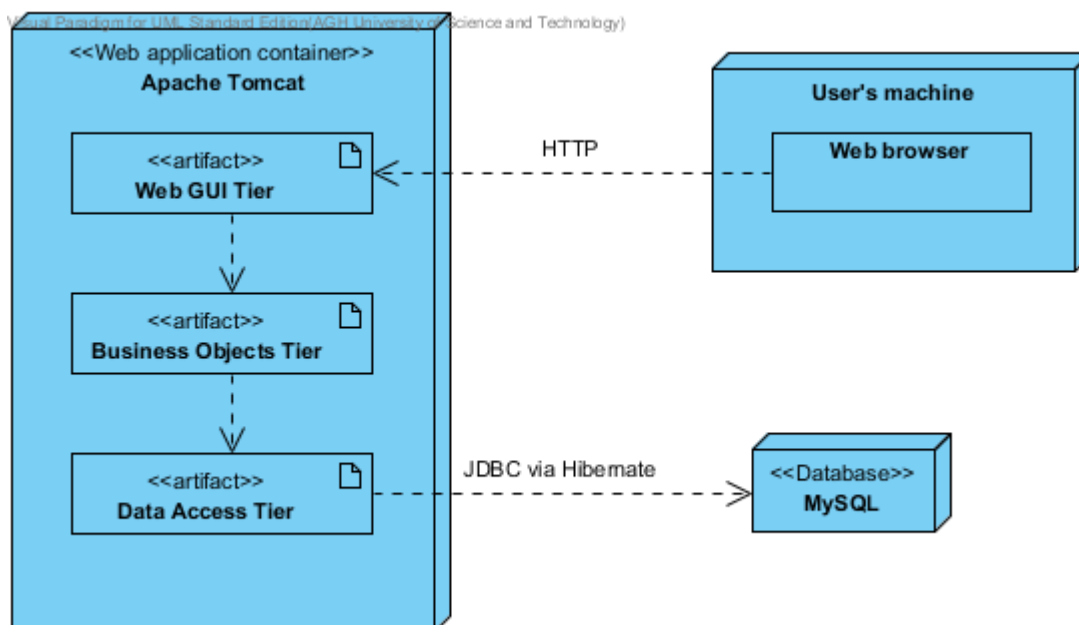 Visual Paradigm for UML Standard Edition(AGH University of Science and Technology)
<<Web application container>>
Apache Tomcat
<<artifact>>
Web GUI Tier
<<artifact>>
Business Objects Tier
<<artifact>>
Data Access Tier
HTTP
User's machine
Web browser
JDBC via Hibernate
<<Database>>
MySQL